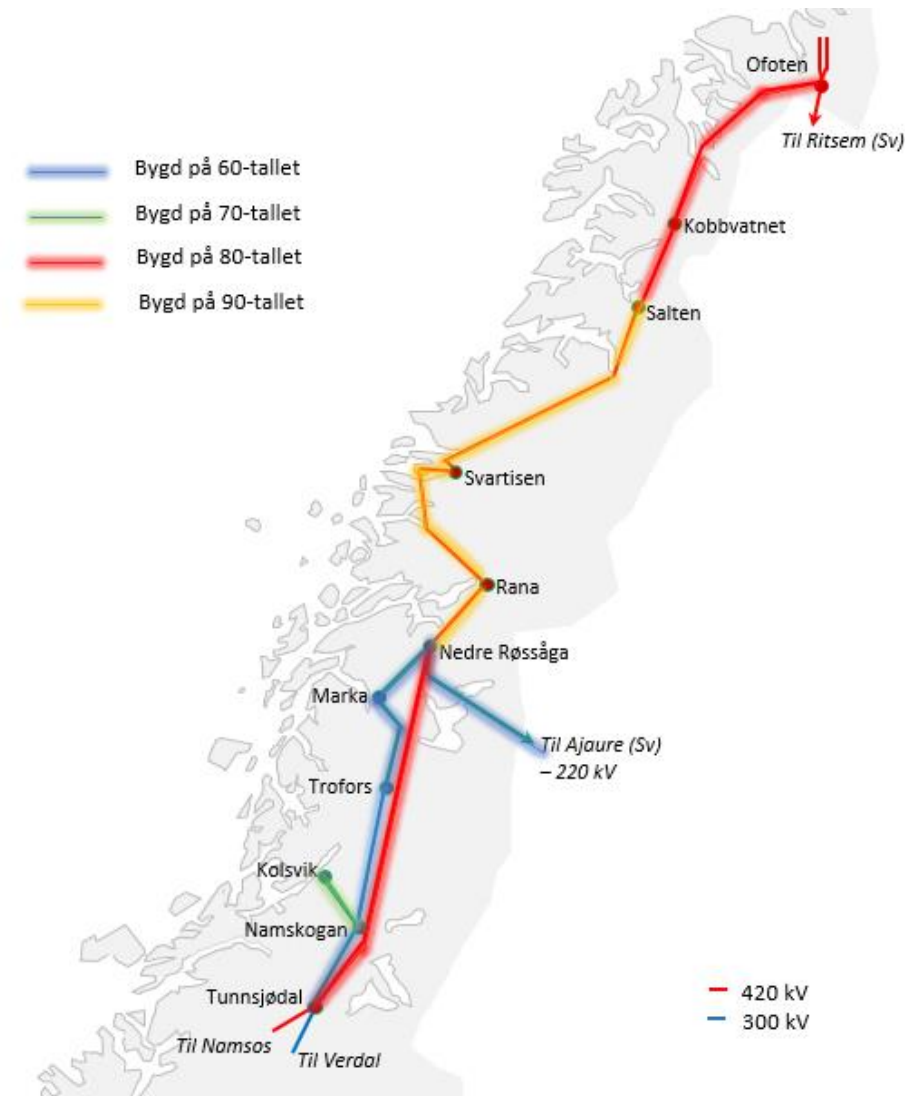 Ofoten
Til Ritsem (Sv)
Bygd på 60-tallet
Bygd på 70-tallet
Bygd på 80-tallet
Bygd på 90-tallet
Kobbvatnet
Salten
Svartisen
Rana
Nedre Røssåga
Marka
Til Ajaure (Sv)
– 220 kV
Trofors
Kolsvik
Namskogan
Tunnsjødal
420 kV
300 kV
Til Namsos
Til Verdal